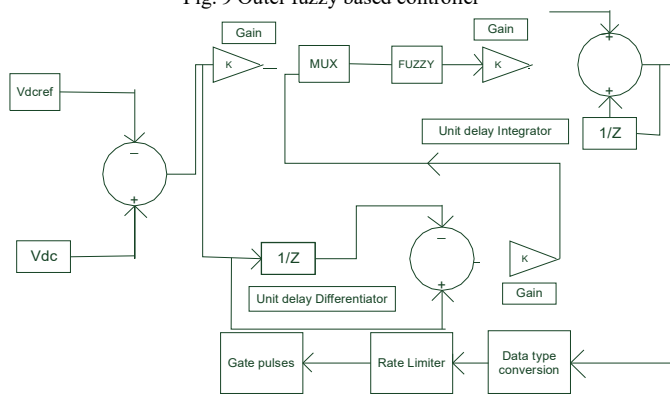 Fig. 9 Outer fuzzy based controller
Gain
Gain
K
MUX
FUZZY
K
+
+
Vdcref
Unit delay Integrator
1/Z
−
+
Vdc
1/Z
−
+
K
Unit delay Differentiator
Gain
Gate pulses
Rate Limiter
Data type
conversion